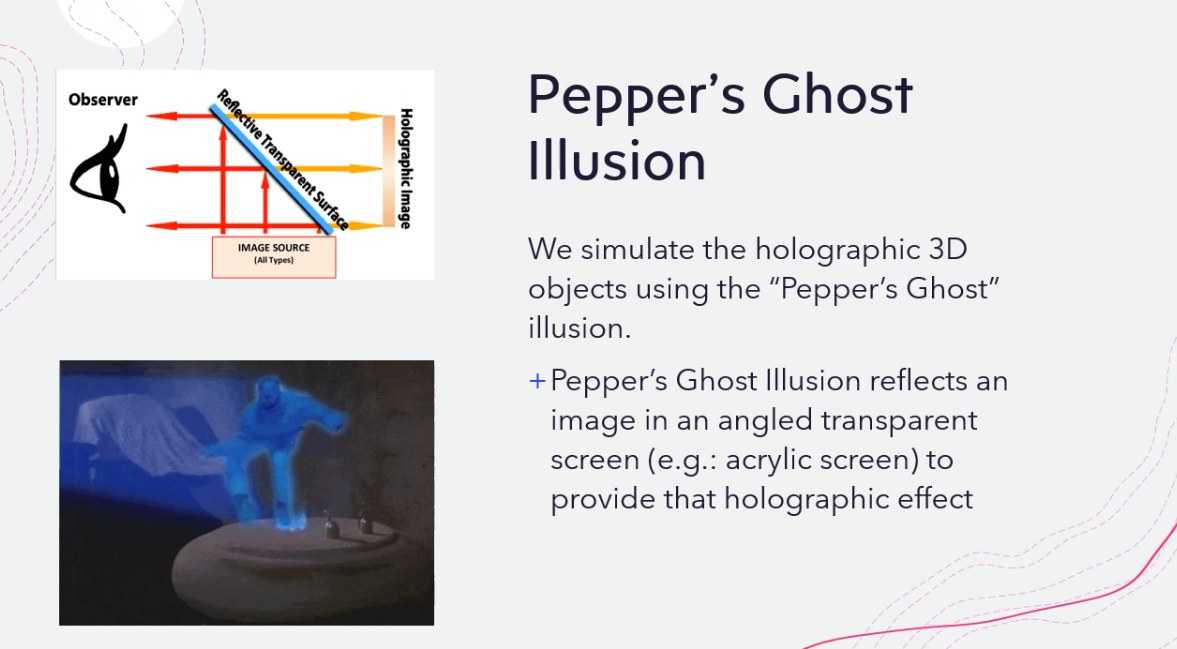 Observer
Reflective Transparent Surface
Holographic Image
IMAGE SOURCE
(All Types)
Pepper’s Ghost
Illusion
We simulate the holographic 3D
objects using the “Pepper’s Ghost”
illusion.
+Pepper’s Ghost Illusion reflects an
image in an angled transparent
screen (e.g.: acrylic screen) to
provide that holographic effect